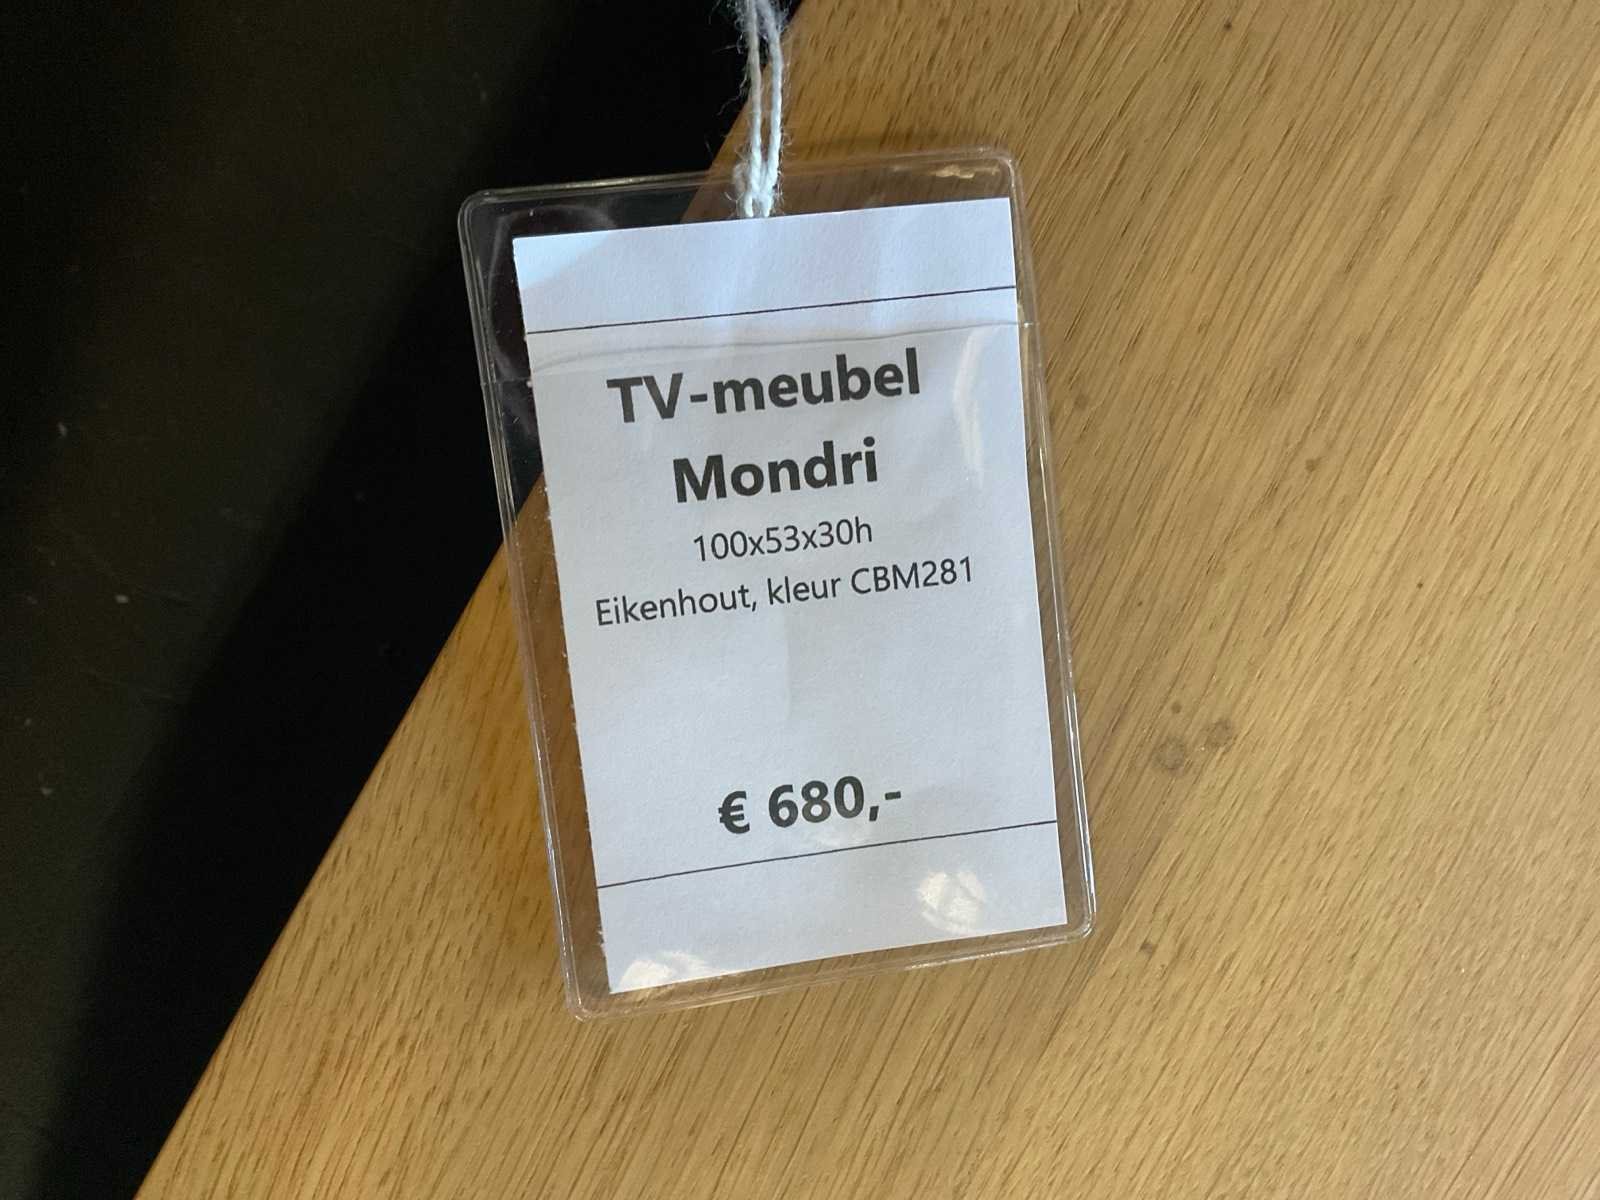 TV-meubel
Mondri
100x53x30h
Eikenhout, kleur CBM281
€ 680,-